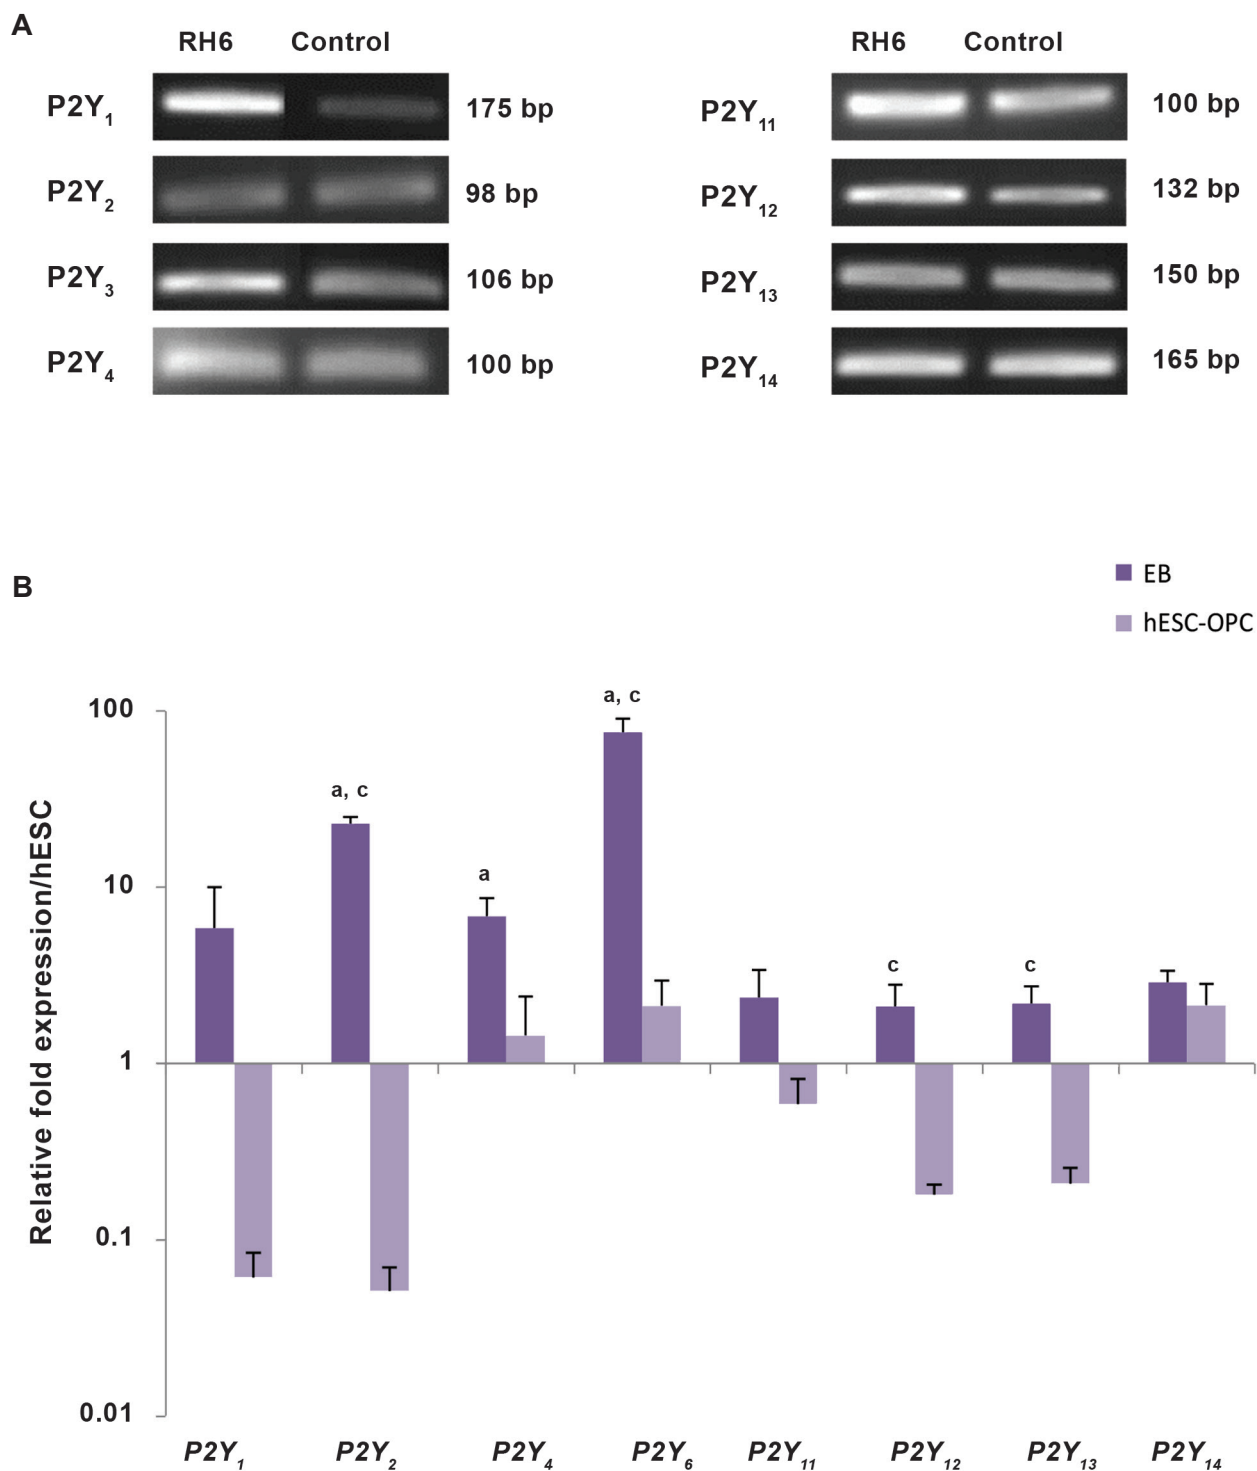 A
RH6 Control
P2Y1 175 bp
P2Y2 98 bp
P2Y3 106 bp
P2Y4 100 bp
RH6 Control
P2Y11 100 bp
P2Y12 132 bp
P2Y13 150 bp
P2Y14 165 bp
B
EB
hESC-OPC
Relative fold expression/hESC
100
10
1
0.1
0.01
a, c
a, c
a
c
c
P2Y1 P2Y2 P2Y4 P2Y6 P2Y11 P2Y12 P2Y13 P2Y14